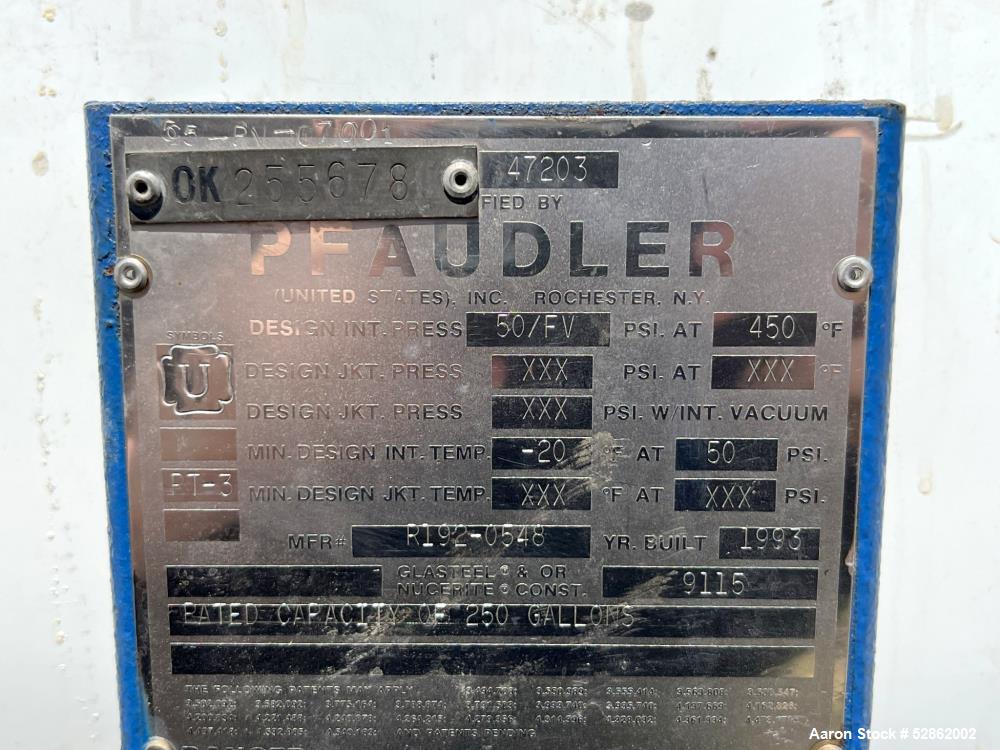 OK 255678
47203
FIED BY
PFAUDLER
(UNITED STATES), INC. ROCHESTER, N.Y.
DESIGN INT. PRESS 50/FV PSI. AT 450 °F
SYMBOLS
U
DESIGN JKT. PRESS XXX PSI. AT XXX °F
DESIGN JKT. PRESS XXX PSI. W/INT. VACUUM
MIN. DESIGN INT. TEMP. -20 °F AT 50 PSI.
RT-3
MIN. DESIGN JKT. TEMP. XXX °F AT XXX PSI.
MFR# R192-0548 YR. BUILT 1993
GLASTEEL® & OR
NUCERITE® CONST. 9115
RATED CAPACITY OF 250 GALLONS
THE FOLLOWING PATENTS MAY APPLY
AND PATENTS PENDING
DANGER
Aaron Stock # 52862002